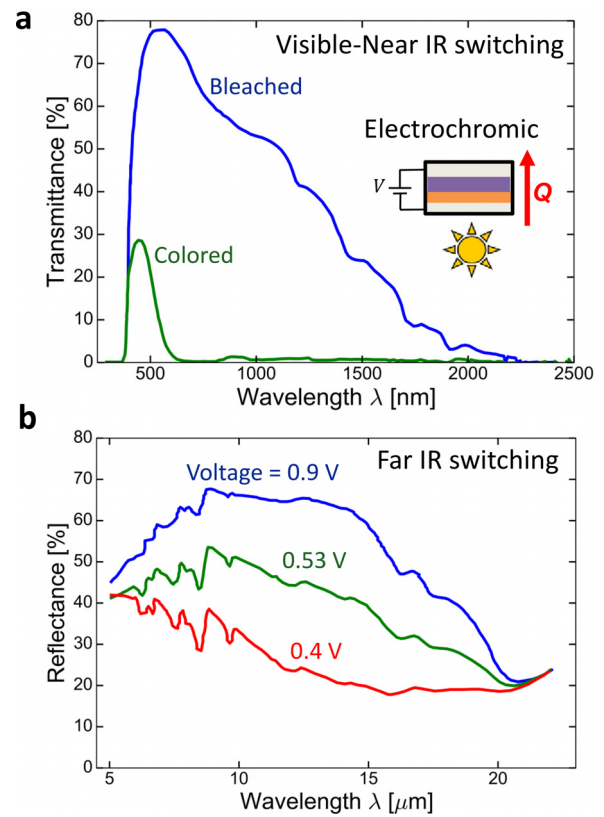 a
Visible-Near IR switching
Bleached
Colored
Electrochromic
V
Q
Transmittance [%]
80
70
60
50
40
30
20
10
0
500
1000
1500
2000
2500
Wavelength λ [nm]
b
Far IR switching
Voltage = 0.9 V
0.53 V
0.4 V
Reflectance [%]
80
70
60
50
40
30
20
10
0
5
10
15
20
Wavelength λ [μm]